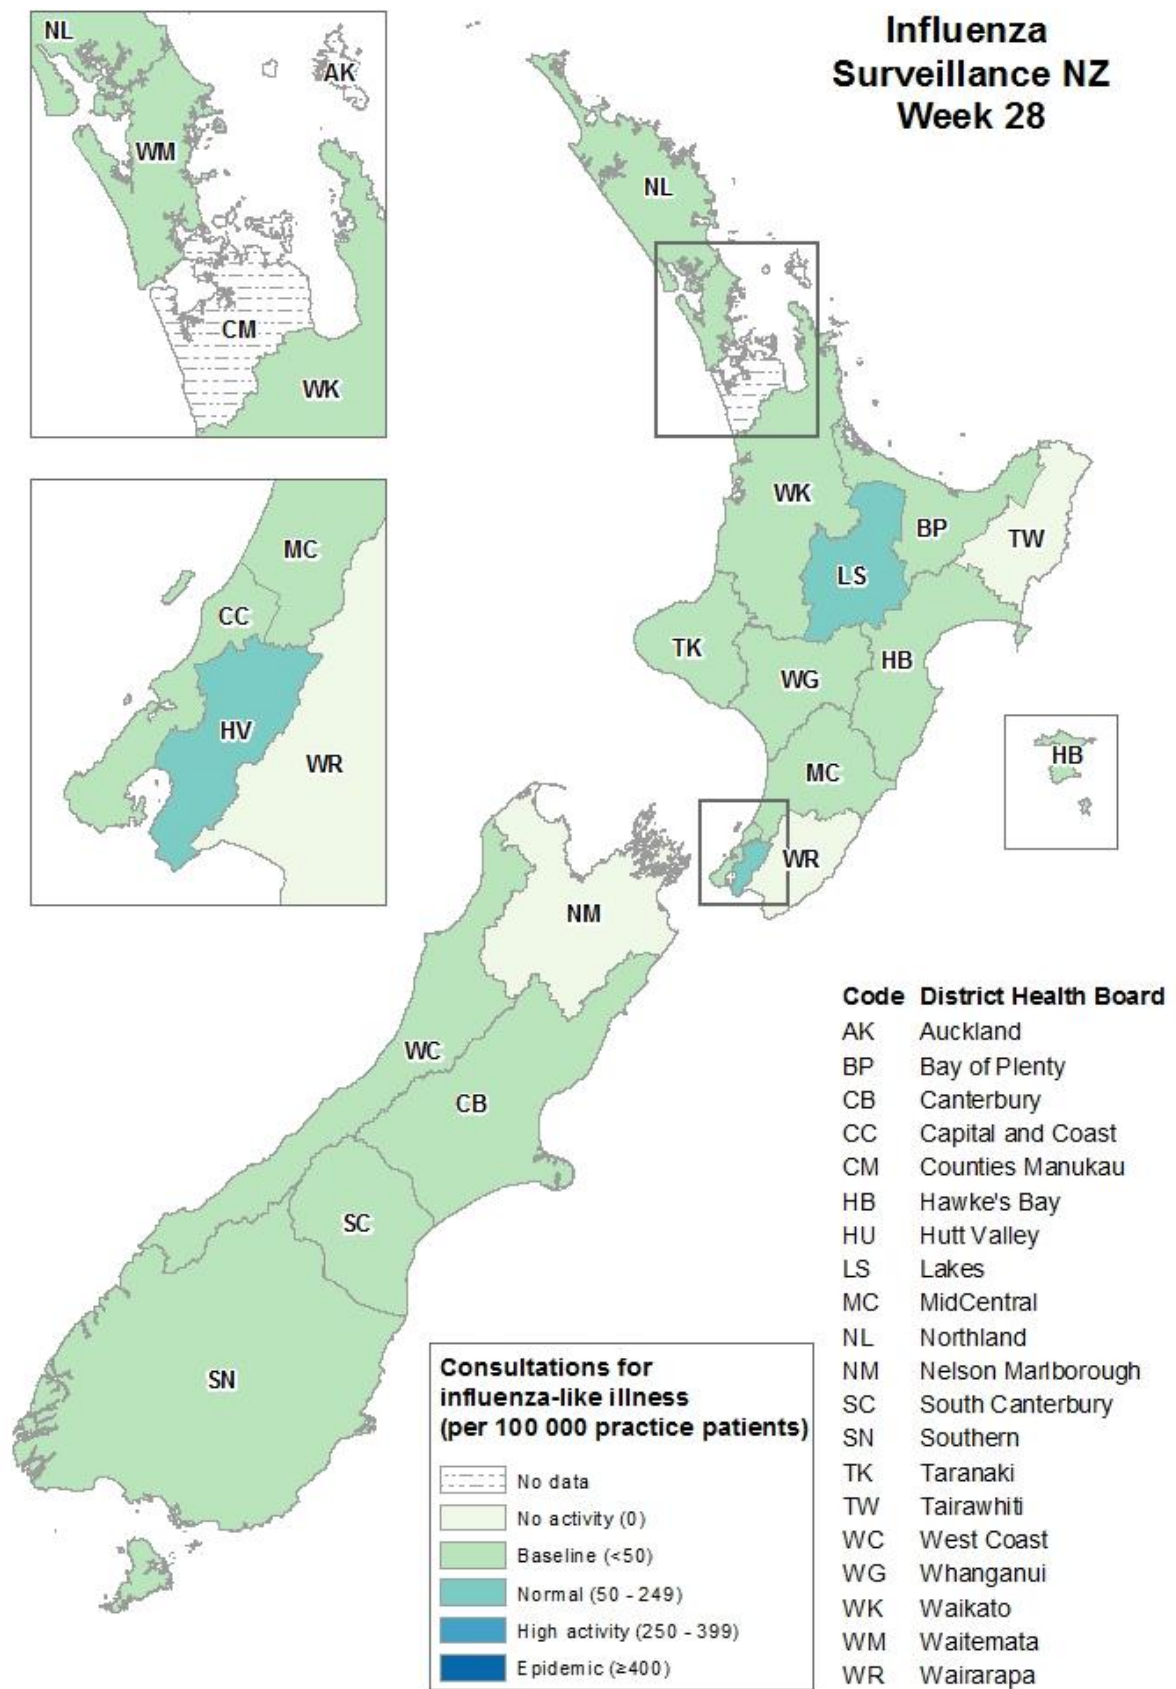 Influenza
Surveillance NZ
Week 28
NL
AK
WM
CM
WK
MC
CC
HV
WR
NL
WK
BP
TW
LS
TK
WG
HB
MC
HB
WR
NM
WC
CB
SC
SN
Code District Health Board
AK Auckland
BP Bay of Plenty
CB Canterbury
CC Capital and Coast
CM Counties Manukau
HB Hawke's Bay
HU Hutt Valley
LS Lakes
MC MidCentral
NL Northland
NM Nelson Marlborough
SC South Canterbury
SN Southern
TK Taranaki
TW Tairawhiti
WC West Coast
WG Whanganui
WK Waikato
WM Waitemata
WR Wairarapa
Consultations for
influenza-like illness
(per 100 000 practice patients)
No data
No activity (0)
Baseline (<50)
Normal (50 - 249)
High activity (250 - 399)
Epidemic (≥400)